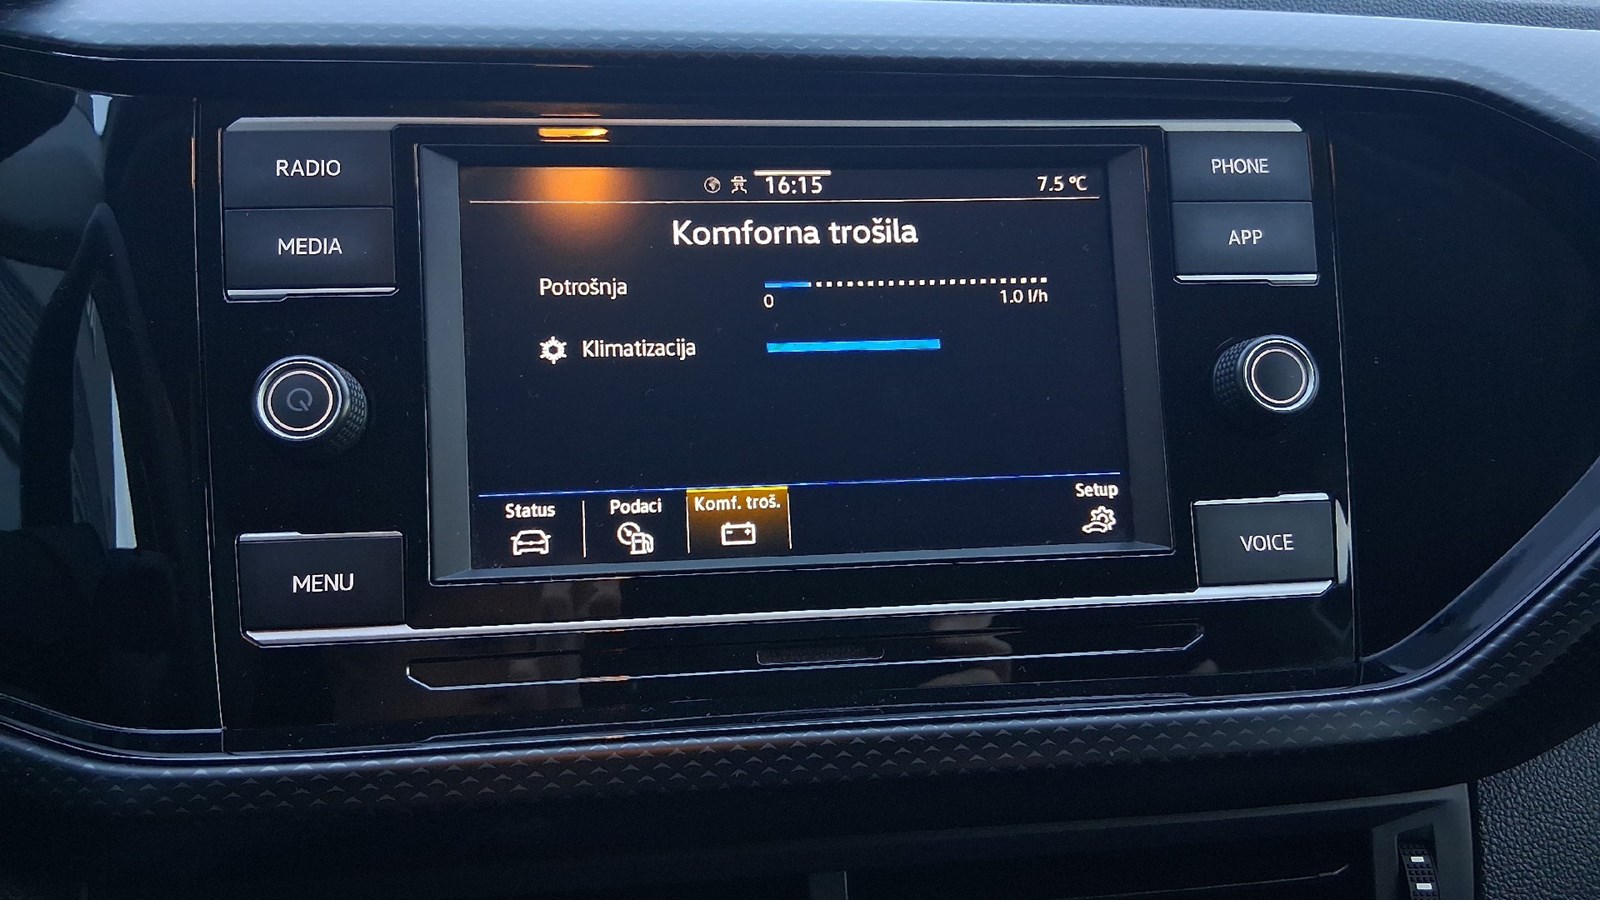 RADIO
MEDIA
MENU
16:15
7.5 ºC
Komforna trošila
Potrošnja
0
1.0 l/h
Klimatizacija
Status
Podaci
Komf. troš.
Setup
PHONE
APP
VOICE